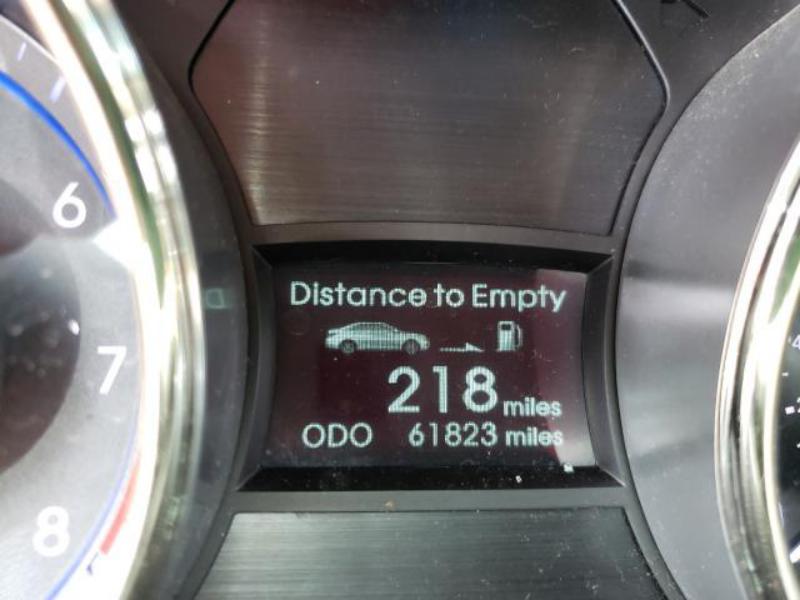 Distance to Empty
218 miles
ODO 61823 miles
6
7
8